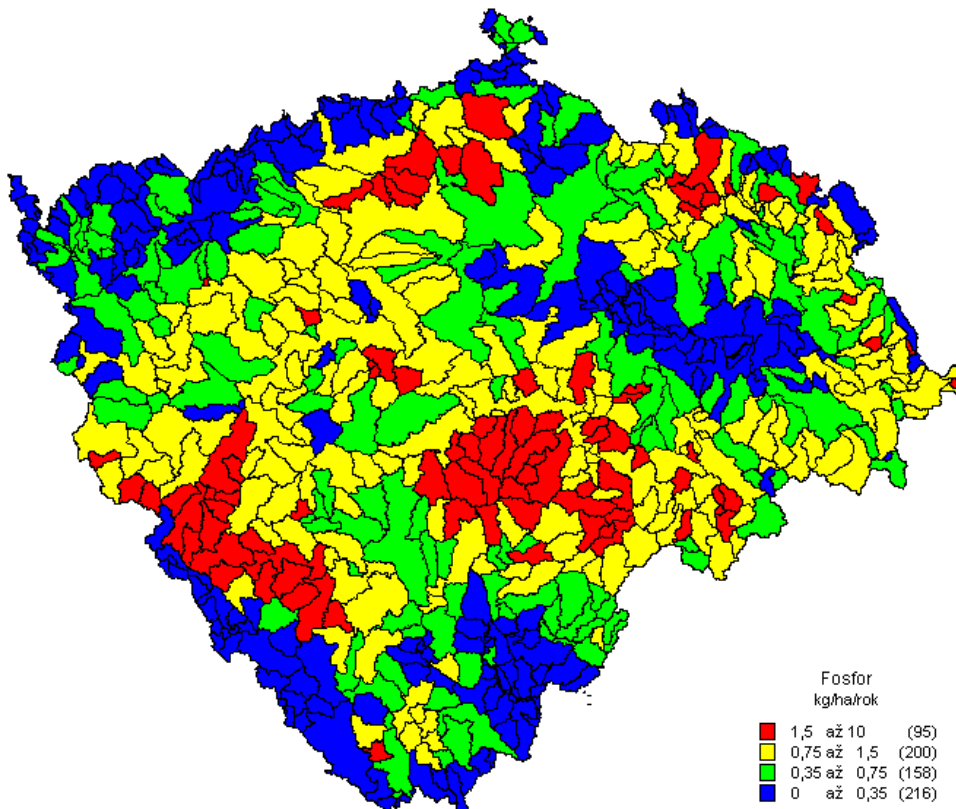 Fosfor
kg/ha/rok
1,5 až 10 (95)
0,75 až 1,5 (200)
0,35 až 0,75 (158)
0 až 0,35 (216)